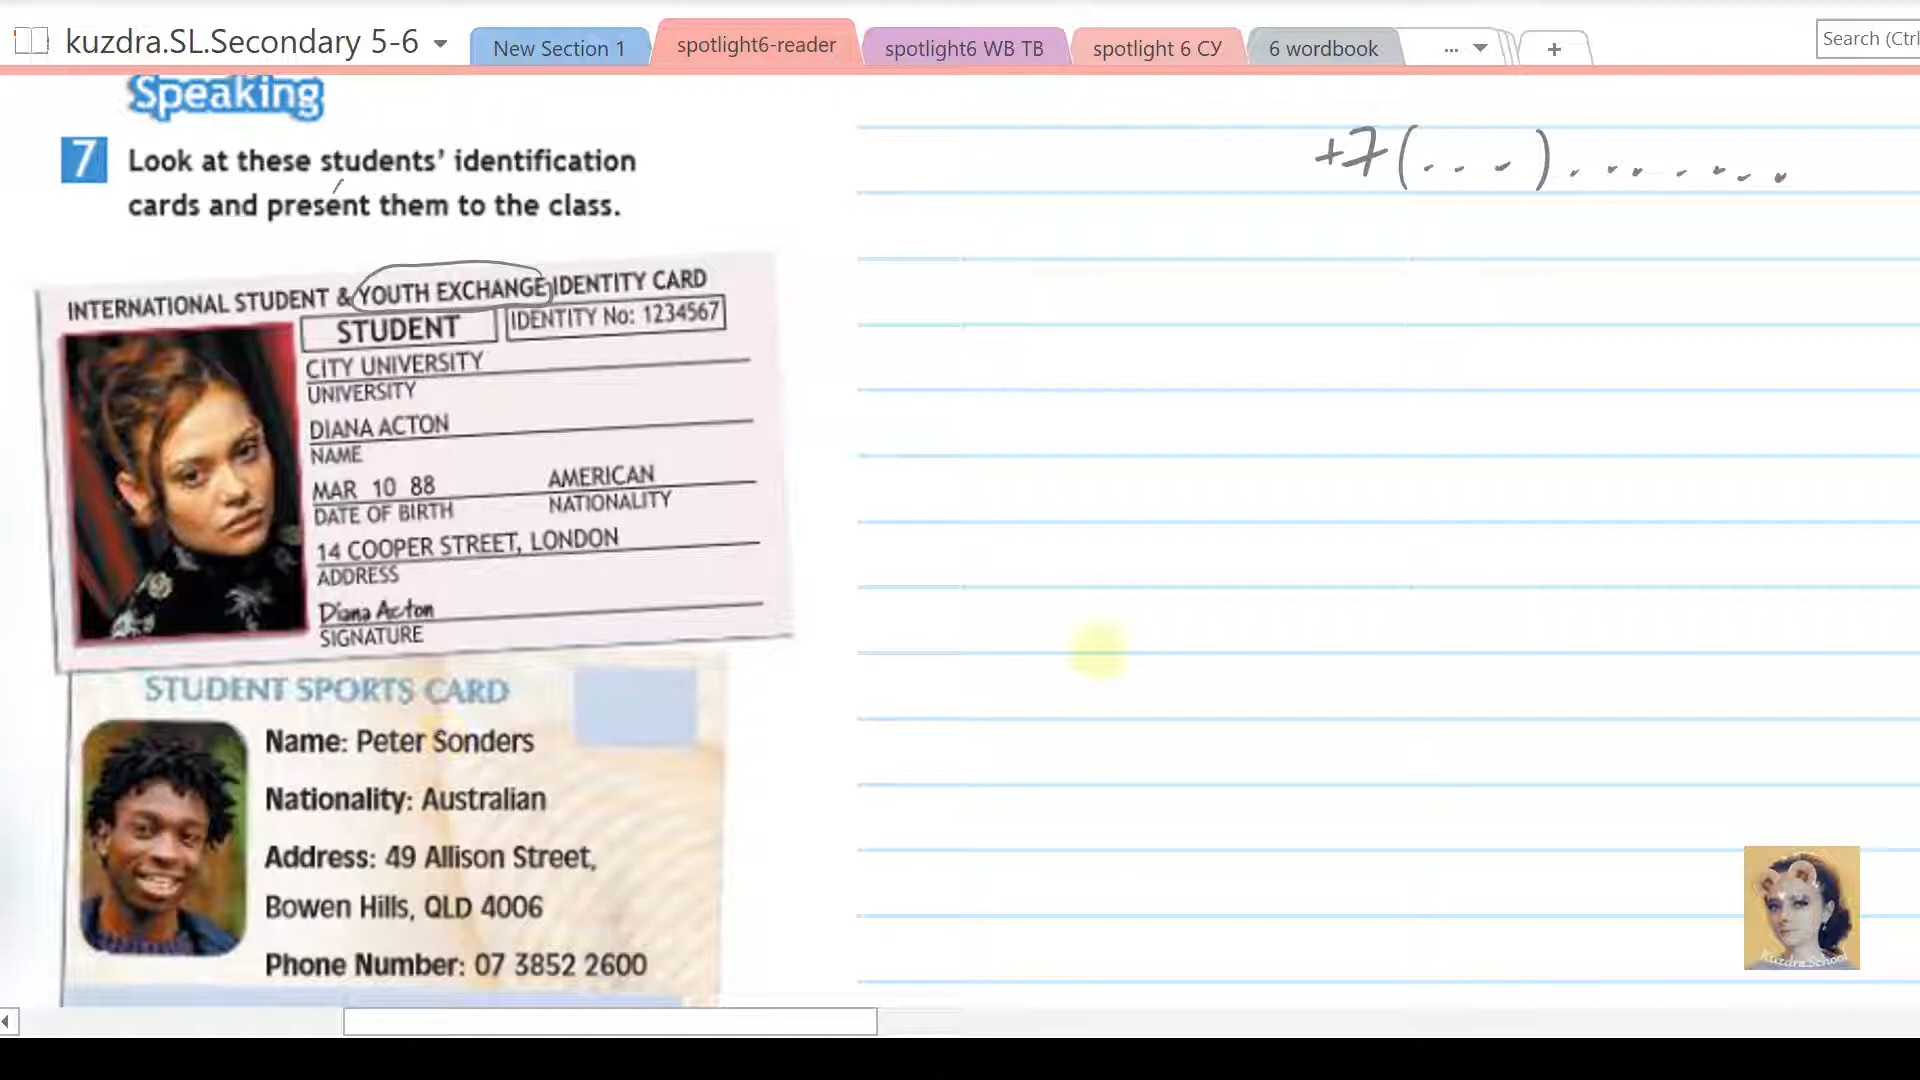 kuzdra.SL.Secondary 5-6
New Section 1
spotlight6-reader
spotlight6 WB TB
spotlight 6 СУ
6 wordbook
...
+
Search (Ctrl
Speaking
7 Look at these students' identification
cards and present them to the class.
+7(...).......
INTERNATIONAL STUDENT & YOUTH EXCHANGE IDENTITY CARD
STUDENT IDENTITY No: 1234567
CITY UNIVERSITY
UNIVERSITY
DIANA ACTON
NAME
MAR 10 88 AMERICAN
DATE OF BIRTH NATIONALITY
14 COOPER STREET, LONDON
ADDRESS
Diana Acton
SIGNATURE
STUDENT SPORTS CARD
Name: Peter Sonders
Nationality: Australian
Address: 49 Allison Street,
Bowen Hills, QLD 4006
Phone Number: 07 3852 2600
Kuzdra.School